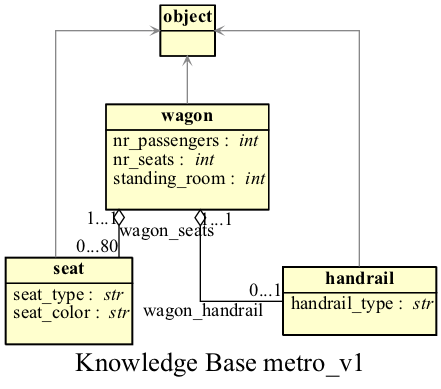 object
wagon
nr_passengers : int
nr_seats : int
standing_room : int
1...1
1...1
wagon_seats
0...80
seat
seat_type : str
seat_color : str
0...1
wagon_handrail
handrail
handrail_type : str
Knowledge Base metro_v1